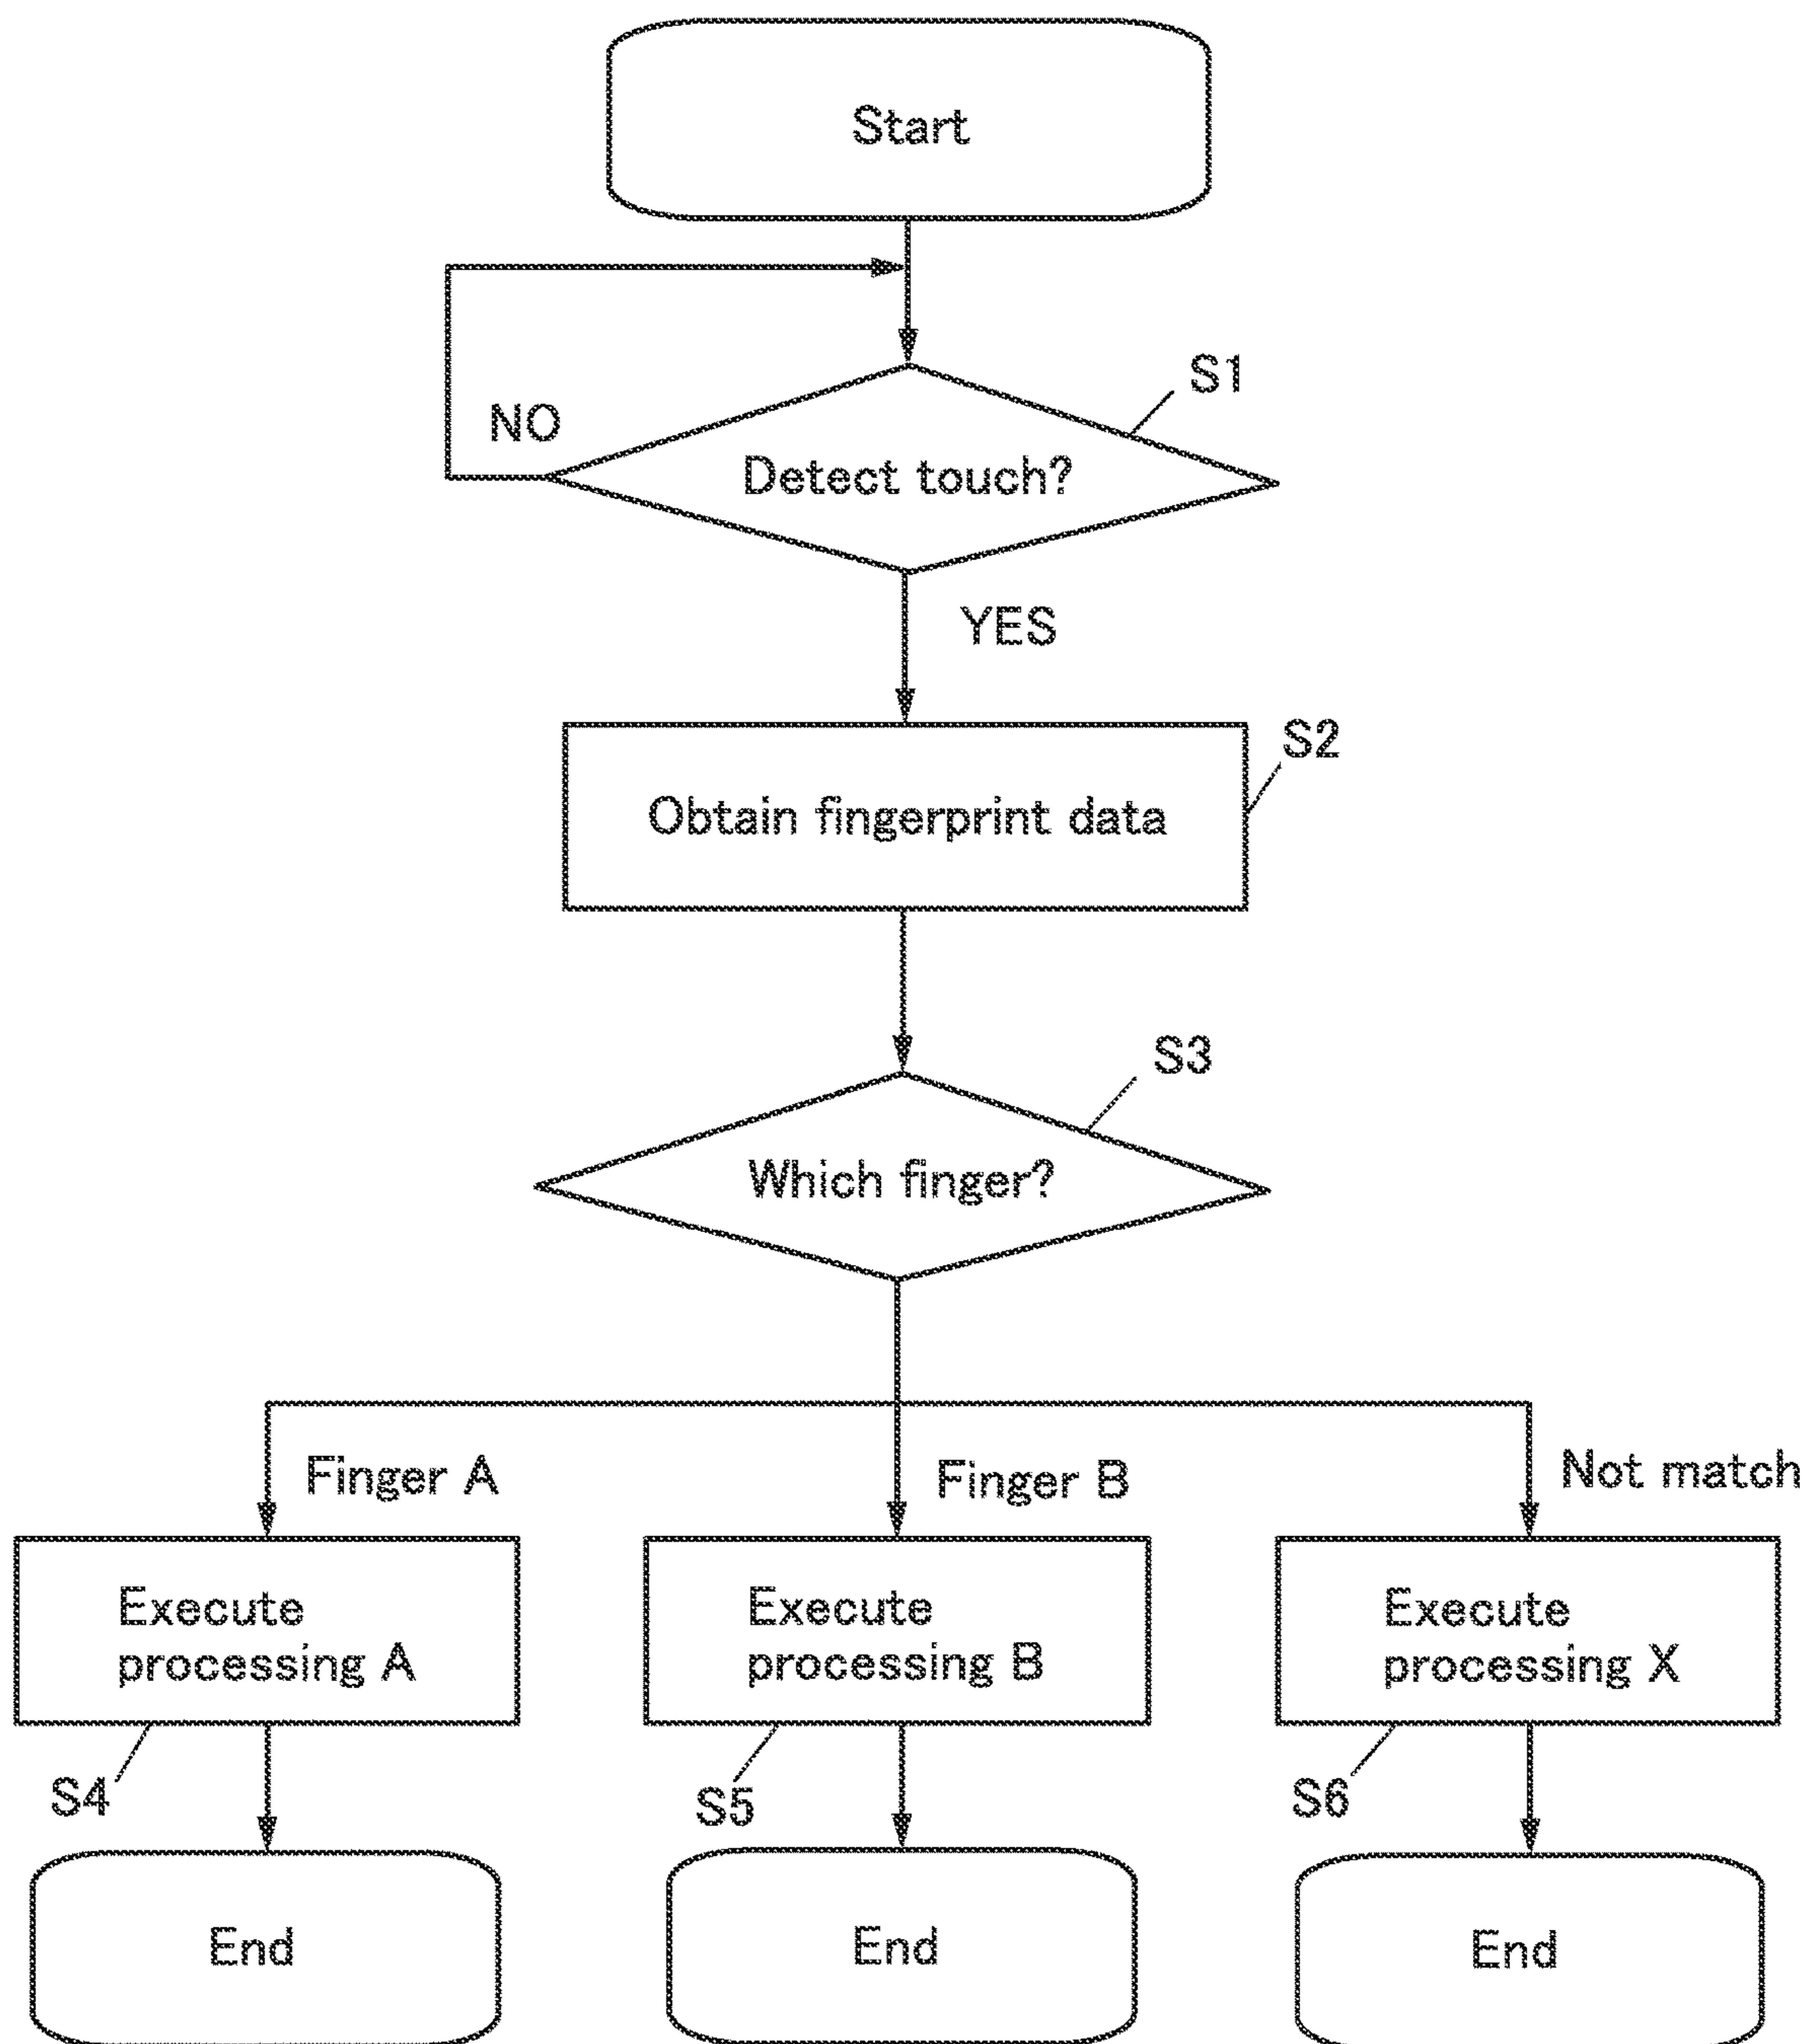 Start
S1
NO
Detect touch?
YES
S2
Obtain fingerprint data
S3
Which finger?
Finger A
Finger B
Not match
Execute
processing A
Execute
processing B
Execute
processing X
S4
S5
S6
End
End
End